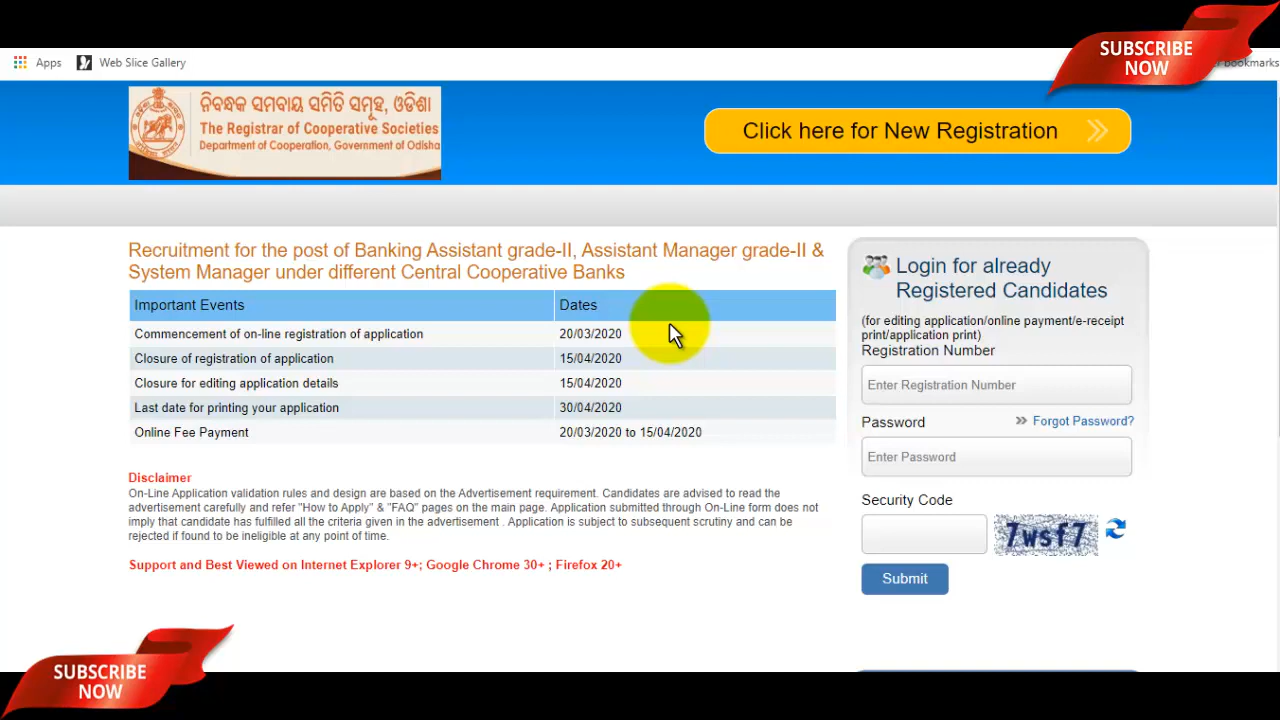 SUBSCRIBE
NOW
Apps Web Slice Gallery bookmarks
ନିବନ୍ଧକ ସମବାୟ ସମିତି ସମୂହ, ଓଡିଶା
The Registrar of Cooperative Societies
Department of Cooperation, Government of Odisha
Click here for New Registration
Recruitment for the post of Banking Assistant grade-II, Assistant Manager grade-II &
System Manager under different Central Cooperative Banks
Important Events Dates
Commencement of on-line registration of application 20/03/2020
Closure of registration of application 15/04/2020
Closure for editing application details 15/04/2020
Last date for printing your application 30/04/2020
Online Fee Payment 20/03/2020 to 15/04/2020
Disclaimer
On-Line Application validation rules and design are based on the Advertisement requirement. Candidates are advised to read the
advertisement carefully and refer "How to Apply" & "FAQ" pages on the main page. Application submitted through On-Line form does not
imply that candidate has fulfilled all the criteria given in the advertisement . Application is subject to subsequent scrutiny and can be
rejected if found to be ineligible at any point of time.
Support and Best Viewed on Internet Explorer 9+; Google Chrome 30+ ; Firefox 20+
Login for already
Registered Candidates
(for editing application/online payment/e-receipt
print/application print)
Registration Number
Enter Registration Number
Password Forgot Password?
Enter Password
Security Code
7wsf7
Submit
SUBSCRIBE
NOW